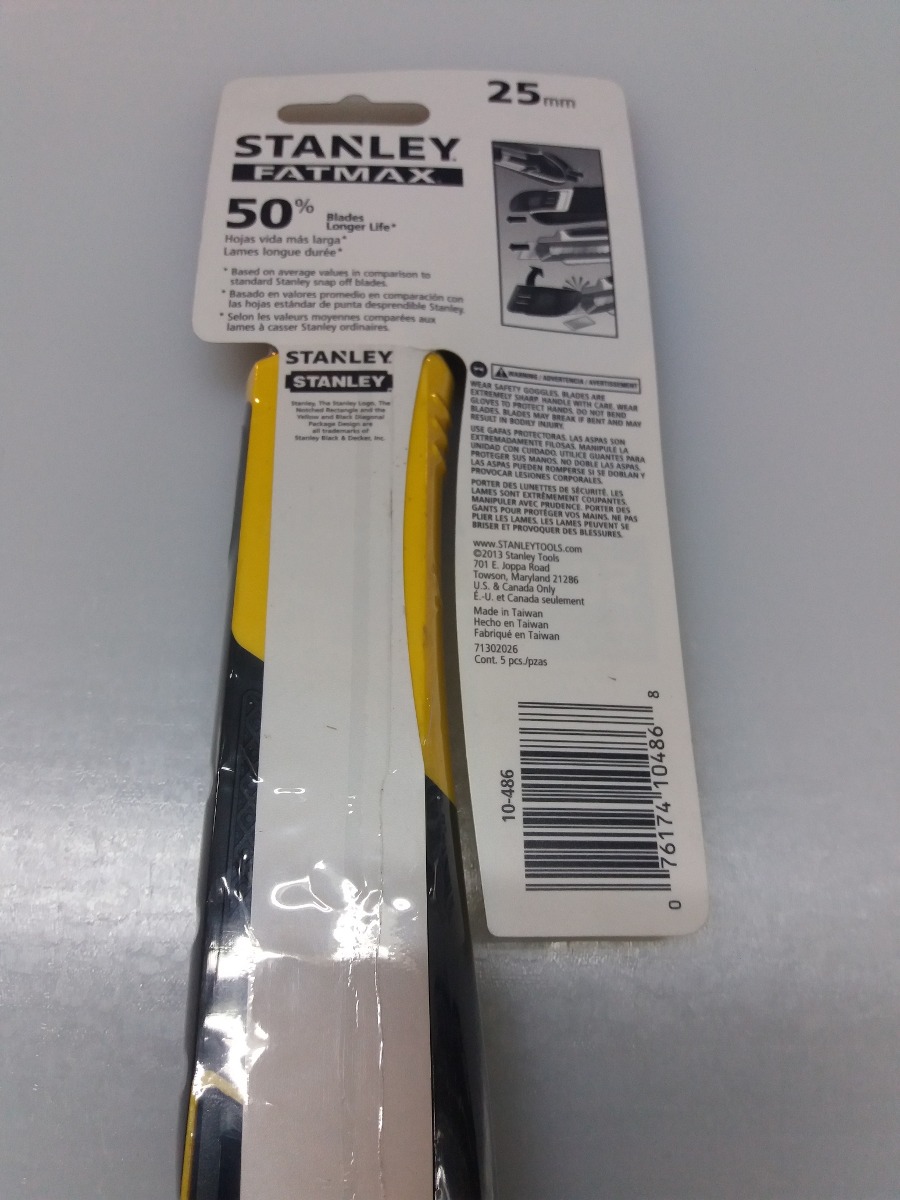 25mm
STANLEY
FATMAX
50% Blades
Longer Life*
Hojas vida más larga*
Lames longue durée*
* Based on average values in comparison to
standard Stanley snap off blades.
* Basado en valores promedio en comparación con
las hojas estándar de punta desprendible Stanley.
* Selon les valeurs moyennes comparées aux
lames à casser Stanley ordinaires.
STANLEY
STANLEY
Stanley, The Stanley Logo, The
Notched Rectangle and the
Yellow and Black Diagonal
Package Design are
all trademarks of
Stanley Black & Decker, Inc.
WARNING / ADVERTENCIA / AVERTISSEMENT
WEAR SAFETY GOGGLES. BLADES ARE
EXTREMELY SHARP. HANDLE WITH CARE. WEAR
GLOVES TO PROTECT HANDS. DO NOT BEND
BLADES. BLADES MAY BREAK IF BENT AND MAY
RESULT IN BODILY INJURY.
USE GAFAS PROTECTORAS. LAS ASPAS SON
EXTREMADAMENTE FILOSAS. MANIPULE LA
UNIDAD CON CUIDADO. UTILICE GUANTES PARA
PROTEGER SUS MANOS. NO DOBLE LAS ASPAS.
LAS ASPAS PUEDEN ROMPERSE SI SE DOBLAN Y
PROVOCAR LESIONES CORPORALES.
PORTER DES LUNETTES DE SÉCURITÉ. LES
LAMES SONT EXTRÊMEMENT COUPANTES.
MANIPULER AVEC PRUDENCE. PORTER DES
GANTS POUR PROTÉGER VOS MAINS. NE PAS
PLIER LES LAMES. LES LAMES PEUVENT SE
BRISER ET PROVOQUER DES BLESSURES.
www.STANLEYTOOLS.com
©2013 Stanley Tools
701 E. Joppa Road
Towson, Maryland 21286
U.S. & Canada Only
É.-U. et Canada seulement
Made in Taiwan
Hecho en Taiwan
Fabriqué en Taiwan
71302026
Cont. 5 pcs./pzas
10-486
0 76174 10486 8